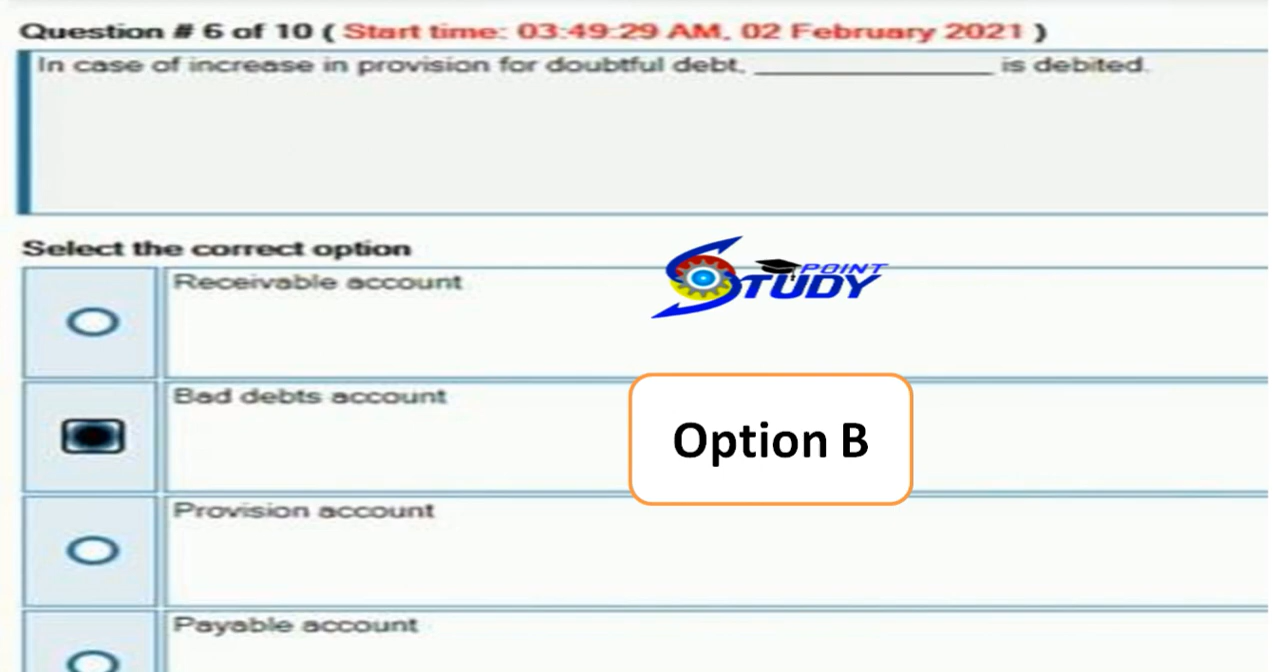 Question # 6 of 10 ( Start time: 03:49:29 AM, 02 February 2021 )
In case of increase in provision for doubtful debt, ______________ is debited.
Select the correct option
POINT
STUDY
Receivable account
Bad debts account
Option B
Provision account
Payable account